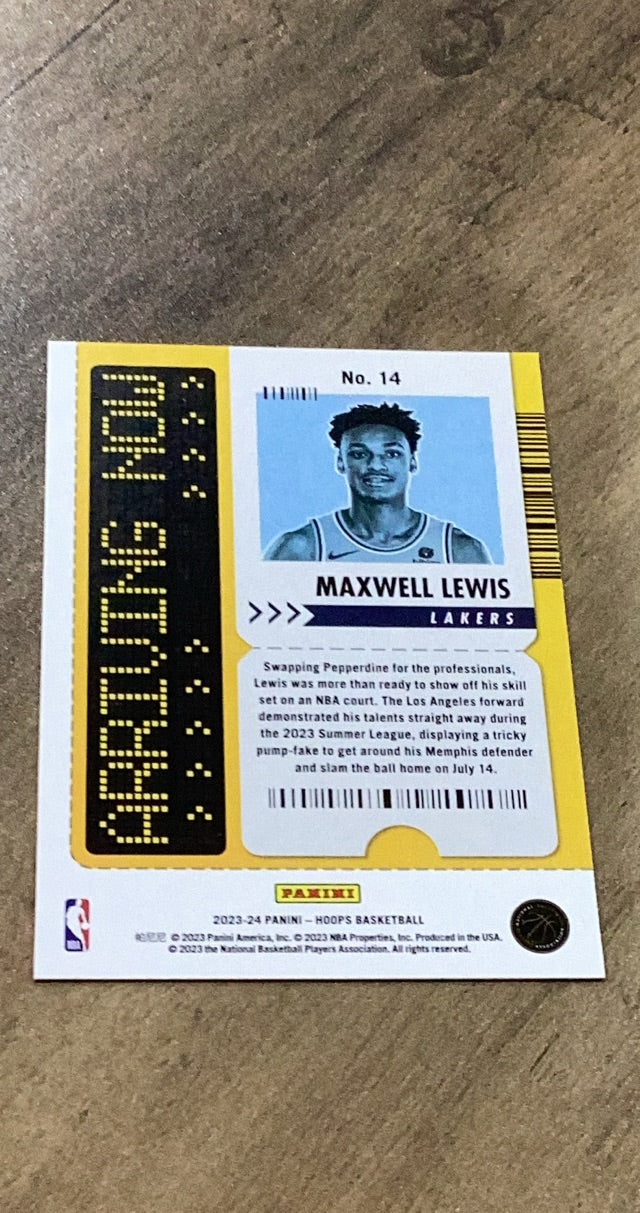 ARRIVING NOW
No. 14
MAXWELL LEWIS
LAKERS
Swapping Pepperdine for the professionals,
Lewis was more than ready to show off his skill
set on an NBA court. The Los Angeles forward
demonstrated his talents straight away during
the 2023 Summer League, displaying a tricky
pump-fake to get around his Memphis defender
and slam the ball home on July 14.
PANINI
2023-24 PANINI – HOOPS BASKETBALL
帕尼尼 © 2023 Panini America, Inc. © 2023 NBA Properties, Inc. Produced in the USA.
© 2023 the National Basketball Players Association. All rights reserved.
NBA